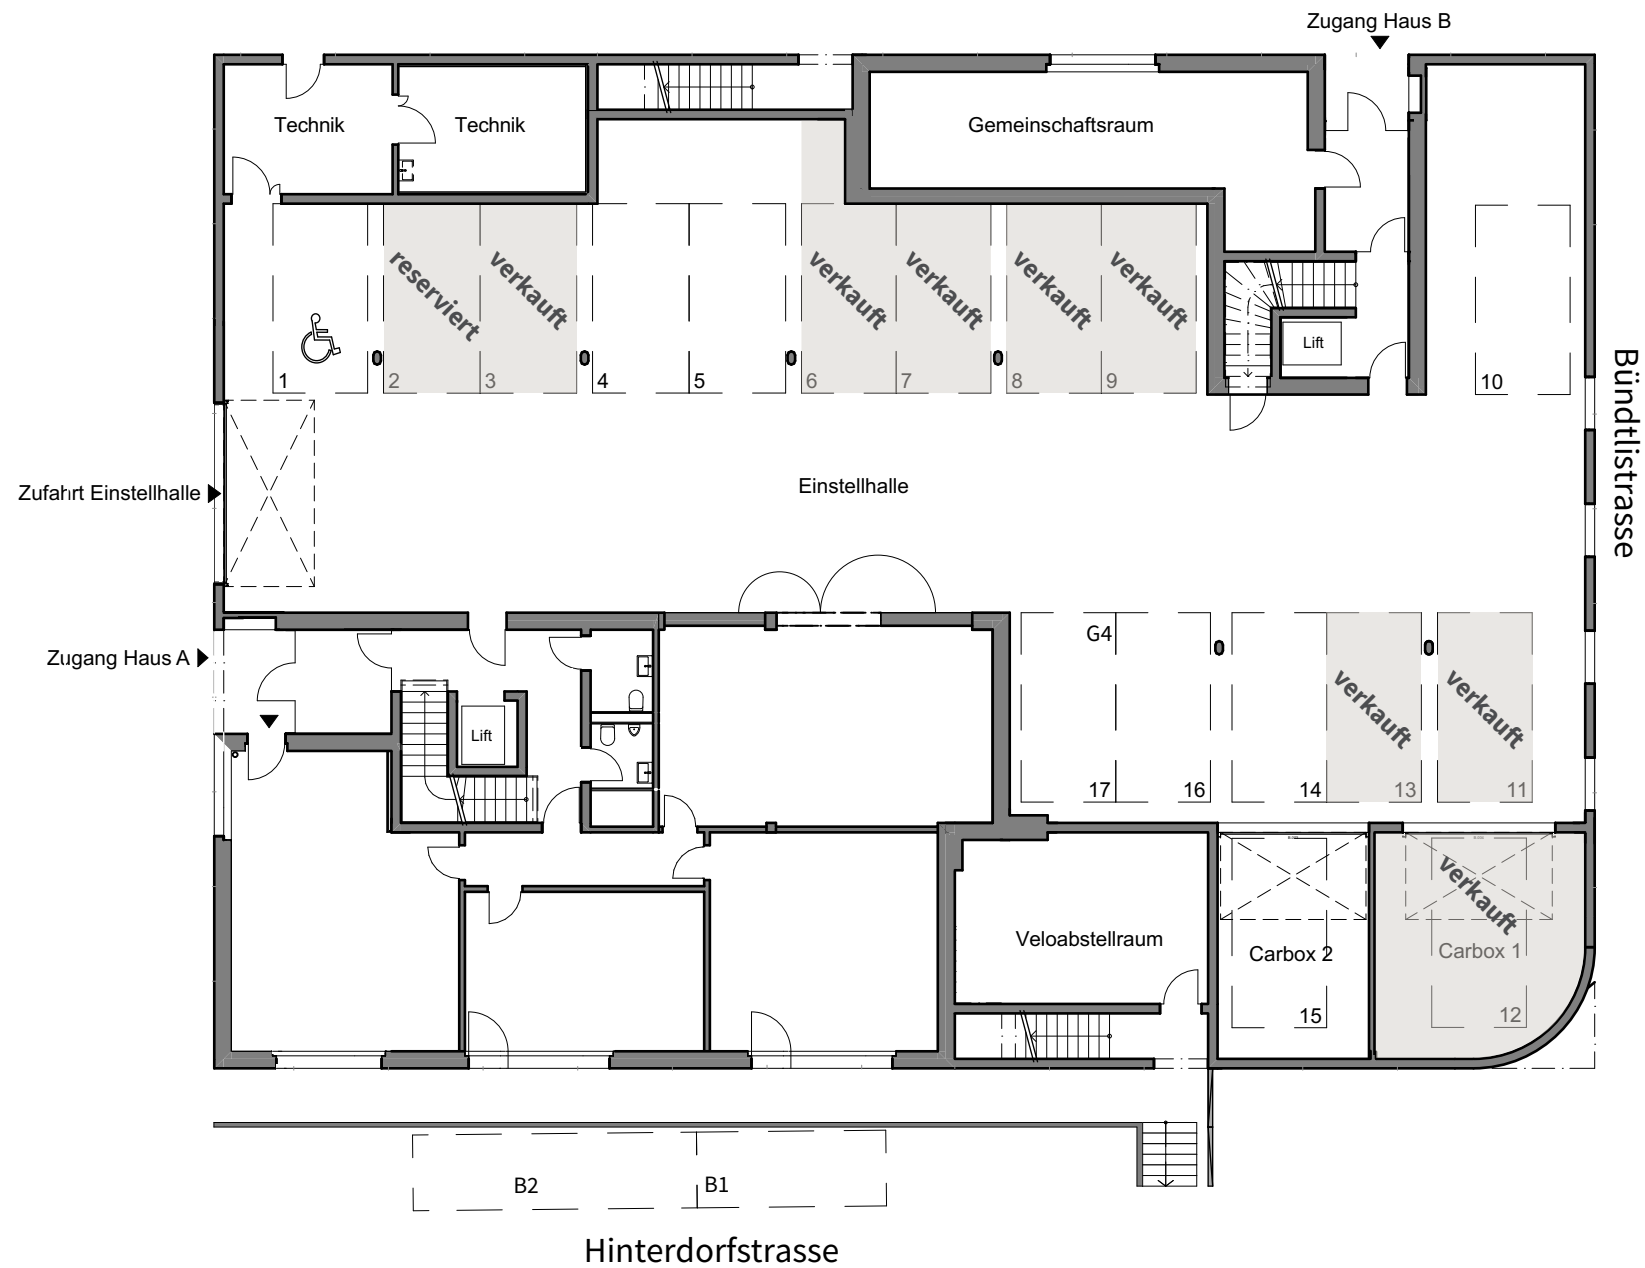 Zugang Haus B
Technik
Technik
Gemeinschaftsraum
reserviert
verkauft
verkauft
verkauft
verkauft
verkauft
Lift
1
2
3
4
5
6
7
8
9
10
Bündtlistrasse
Zufahrt Einstellhalle
Einstellhalle
Zugang Haus A
G4
verkauft
verkauft
Lift
17
16
14
13
11
verkauft
Veloabstellraum
Carbox 2
Carbox 1
15
12
B2
B1
Hinterdorfstrasse